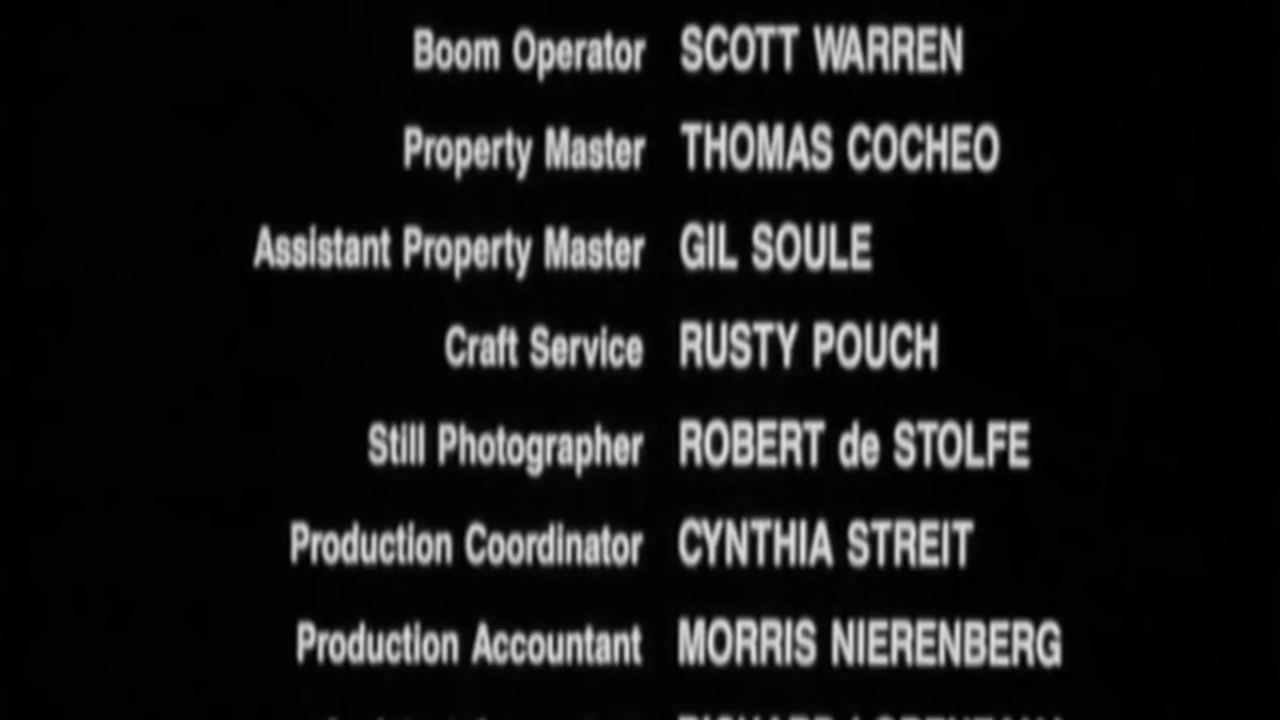 Boom Operator SCOTT WARREN
Property Master THOMAS COCHEO
Assistant Property Master GIL SOULE
Craft Service RUSTY POUCH
Still Photographer ROBERT de STOLFE
Production Coordinator CYNTHIA STREIT
Production Accountant MORRIS NIERENBERG